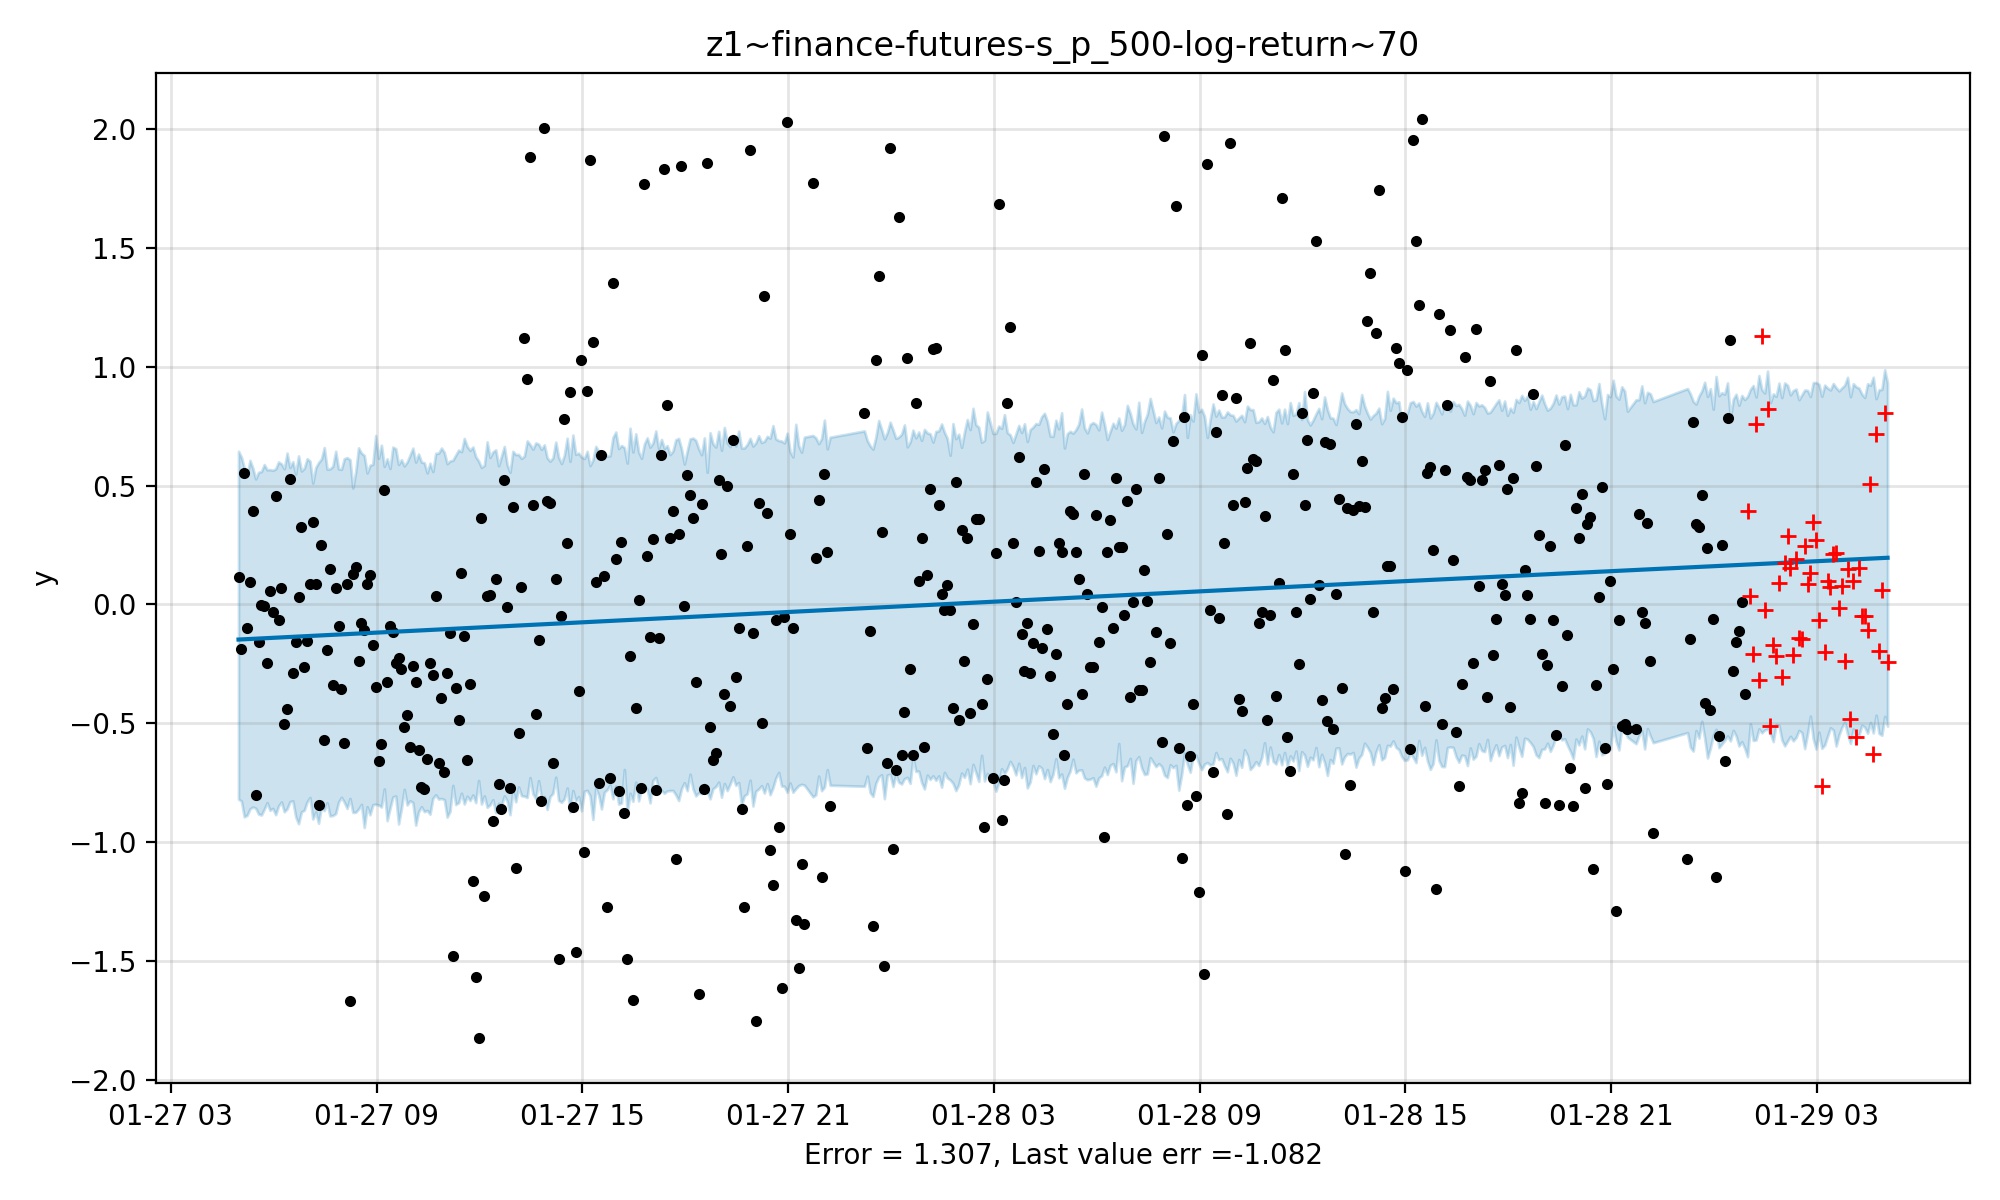 z1~finance-futures-s_p_500-log-return~70
2.0
1.5
1.0
0.5
0.0
−0.5
−1.0
−1.5
−2.0
y
01-27 03 01-27 09 01-27 15 01-27 21 01-28 03 01-28 09 01-28 15 01-28 21 01-29 03
Error = 1.307, Last value err =-1.082